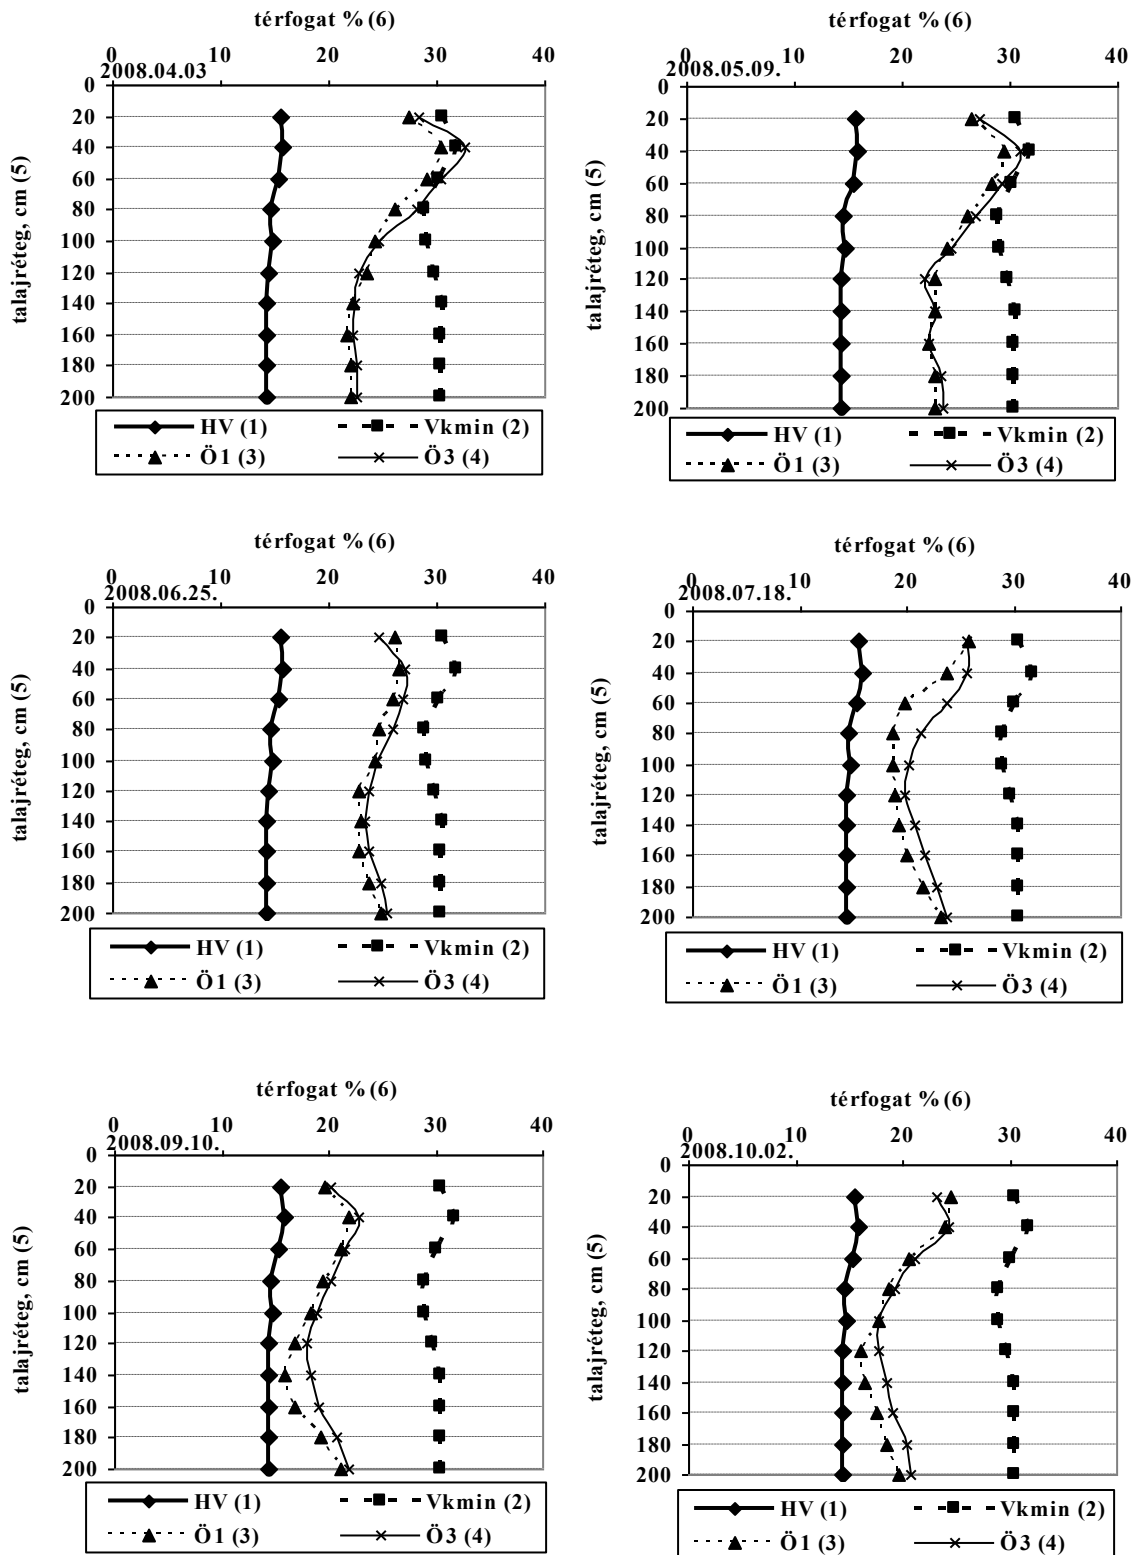 térfogat % (6)
0 10 20 30 40
2008.04.03
0
20
40
60
80
100
120
140
160
180
200
talajréteg, cm (5)
HV (1) Vkmin (2)
Ö1 (3) Ö3 (4)
térfogat % (6)
0 10 20 30 40
2008.05.09.
0
20
40
60
80
100
120
140
160
180
200
talajréteg, cm (5)
HV (1) Vkmin (2)
Ö1 (3) Ö3 (4)
térfogat % (6)
0 10 20 30 40
2008.06.25.
0
20
40
60
80
100
120
140
160
180
200
talajréteg, cm (5)
HV (1) Vkmin (2)
Ö1 (3) Ö3 (4)
térfogat % (6)
0 10 20 30 40
2008.07.18.
0
20
40
60
80
100
120
140
160
180
200
talajréteg, cm (5)
HV (1) Vkmin (2)
Ö1 (3) Ö3 (4)
térfogat % (6)
0 10 20 30 40
2008.09.10.
0
20
40
60
80
100
120
140
160
180
200
talajréteg, cm (5)
HV (1) Vkmin (2)
Ö1 (3) Ö3 (4)
térfogat % (6)
0 10 20 30 40
2008.10.02.
0
20
40
60
80
100
120
140
160
180
200
talajréteg, cm (5)
HV (1) Vkmin (2)
Ö1 (3) Ö3 (4)